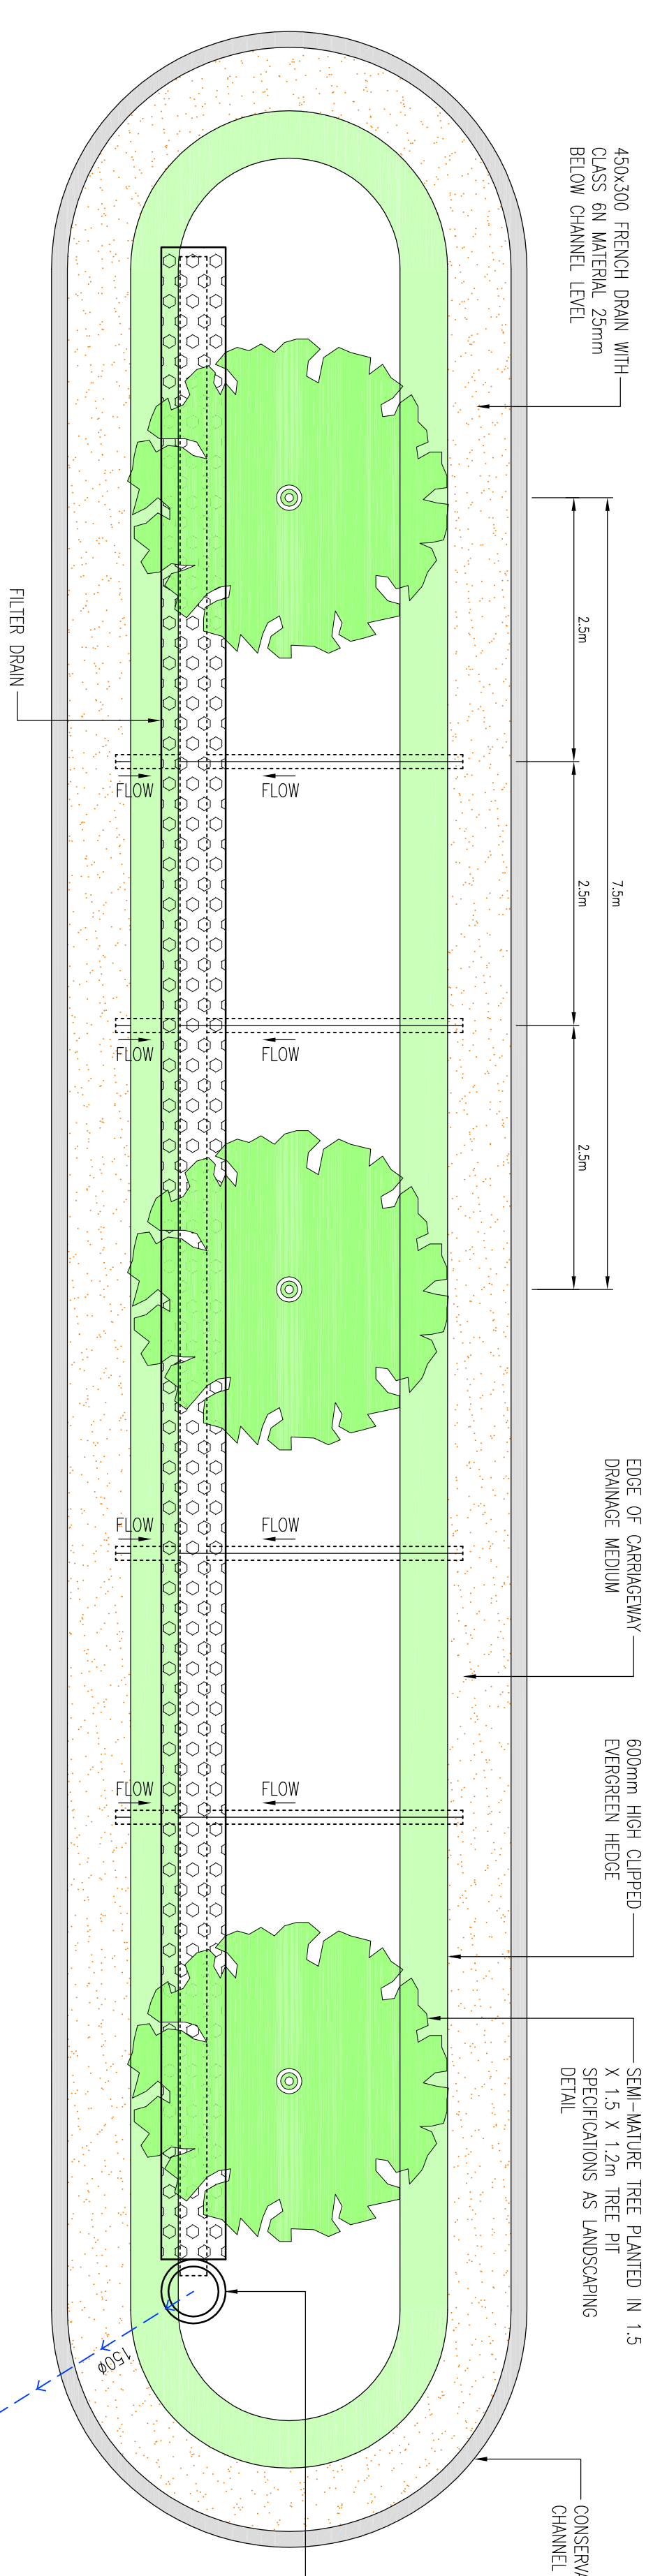 450x300 FRENCH DRAIN WITH
CLASS 6N MATERIAL 25mm
BELOW CHANNEL LEVEL
7.5m
2.5m
2.5m
2.5m
EDGE OF CARRIAGEWAY
DRAINAGE MEDIUM
600mm HIGH CLIPPED
EVERGREEN HEDGE
SEMI-MATURE TREE PLANTED IN 1.5
X 1.5 X 1.2m TREE PIT
SPECIFICATIONS AS LANDSCAPING
DETAIL
CONSERVA
CHANNEL
FLOW
FLOW
FLOW
FLOW
FLOW
FLOW
FLOW
FLOW
FILTER DRAIN
150ø